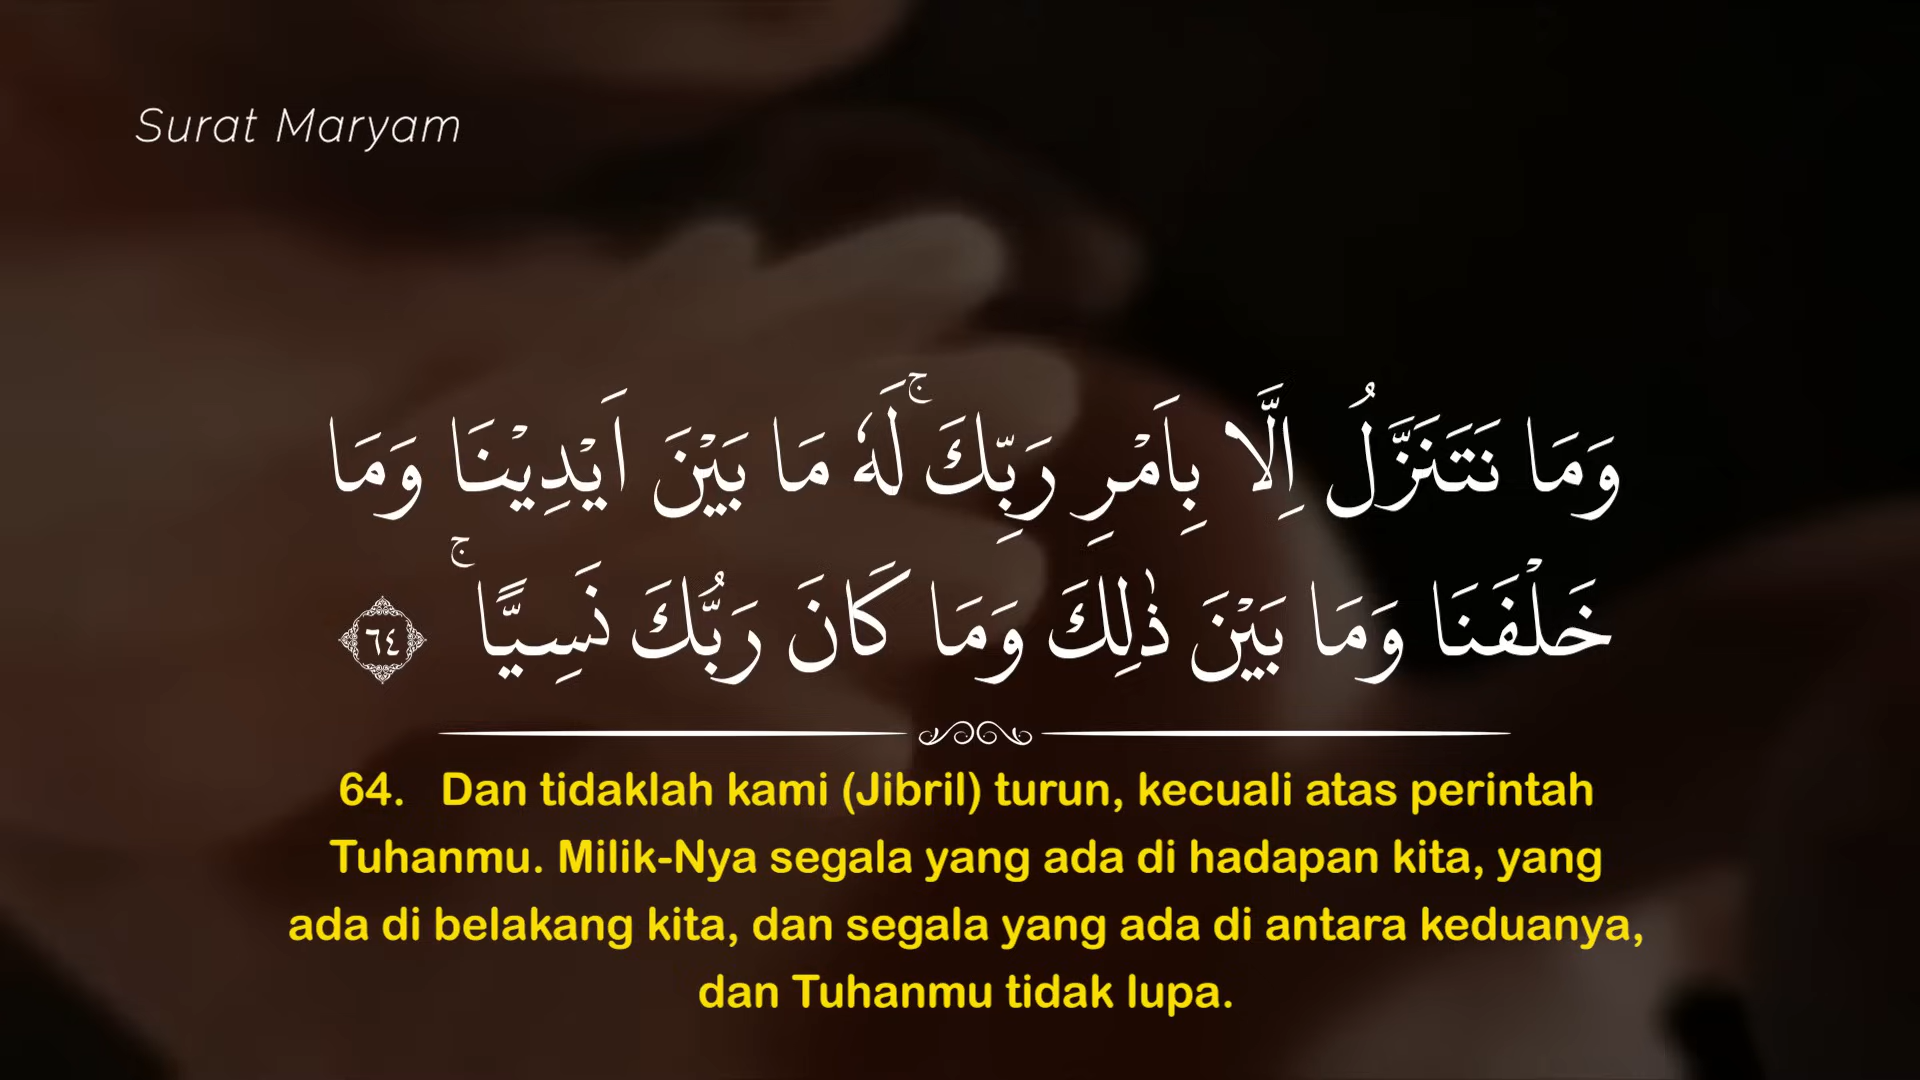 Surat Maryam
وَمَا نَتَنَزَّلُ اِلَّا بِاَمْرِ رَبِّكَۚ لَهٗ مَا بَيْنَ اَيْدِيْنَا وَمَا
خَلْفَنَا وَمَا بَيْنَ ذٰلِكَ وَمَا كَانَ رَبُّكَ نَسِيًّاۚ ٦٤
64. Dan tidaklah kami (Jibril) turun, kecuali atas perintah
Tuhanmu. Milik-Nya segala yang ada di hadapan kita, yang
ada di belakang kita, dan segala yang ada di antara keduanya,
dan Tuhanmu tidak lupa.